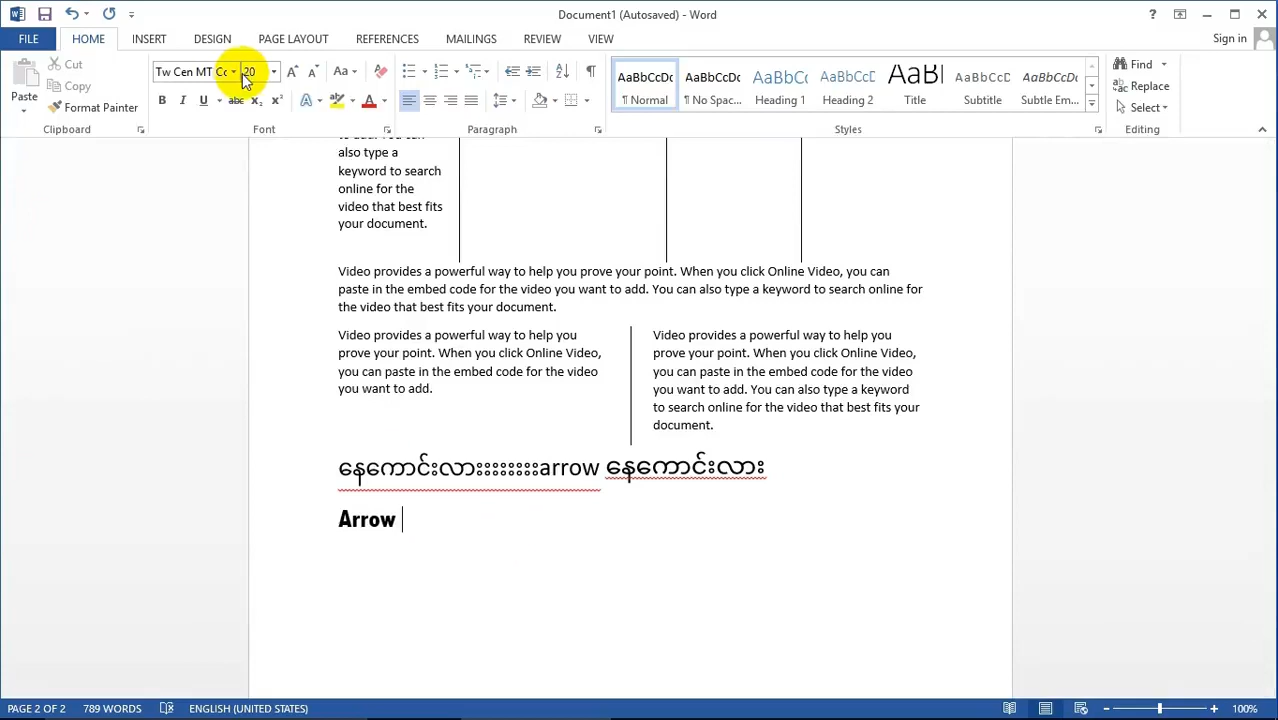 Document1 (Autosaved) - Word
FILE HOME INSERT DESIGN PAGE LAYOUT REFERENCES MAILINGS REVIEW VIEW Sign in
Tw Cen MT Cc 20 Aa
Paste Cut Copy Format Painter
B I U abc X₂ X² A A
AaBbCcDc AaBbCcDc AaBbCc AaBbCcD AaBl AaBbCcD AaBbCcDc
¶ Normal ¶ No Spac... Heading 1 Heading 2 Title Subtitle Subtle Em...
Find Replace Select
Clipboard Font Paragraph Styles Editing
also type a
keyword to search
online for the
video that best fits
your document.
Video provides a powerful way to help you prove your point. When you click Online Video, you can
paste in the embed code for the video you want to add. You can also type a keyword to search online for
the video that best fits your document.
Video provides a powerful way to help you
prove your point. When you click Online Video,
you can paste in the embed code for the video
you want to add.
Video provides a powerful way to help you
prove your point. When you click Online Video,
you can paste in the embed code for the video
you want to add. You can also type a keyword
to search online for the video that best fits your
document.
နေကောင်းလားးးးးးးးးarrow နေကောင်းလား
Arrow
PAGE 2 OF 2 789 WORDS ENGLISH (UNITED STATES) 100%